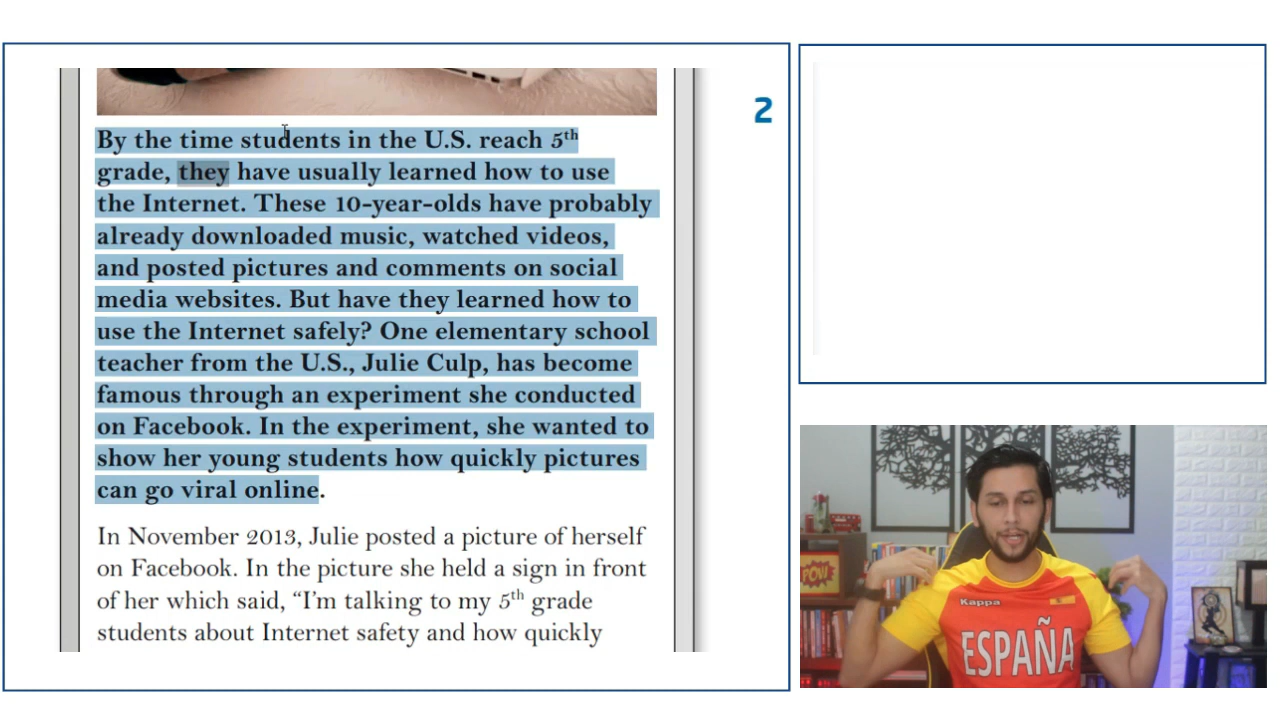 2
By the time students in the U.S. reach 5th
grade, they have usually learned how to use
the Internet. These 10-year-olds have probably
already downloaded music, watched videos,
and posted pictures and comments on social
media websites. But have they learned how to
use the Internet safely? One elementary school
teacher from the U.S., Julie Culp, has become
famous through an experiment she conducted
on Facebook. In the experiment, she wanted to
show her young students how quickly pictures
can go viral online.
In November 2013, Julie posted a picture of herself
on Facebook. In the picture she held a sign in front
of her which said, “I’m talking to my 5th grade
students about Internet safety and how quickly
POW!
Kappa
ESPAÑA